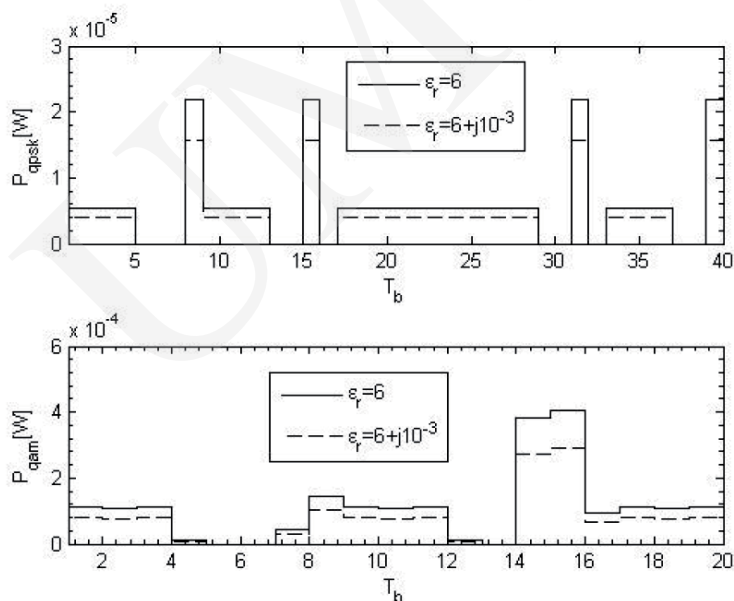 x 10⁻⁵
3
2
1
0
P_qpsk[W]
ε_r=6
ε_r=6+j10⁻³
5 10 15 20 25 30 35 40
T_b
x 10⁻⁴
6
4
2
0
P_qam[W]
ε_r=6
ε_r=6+j10⁻³
2 4 6 8 10 12 14 16 18 20
T_b
UM